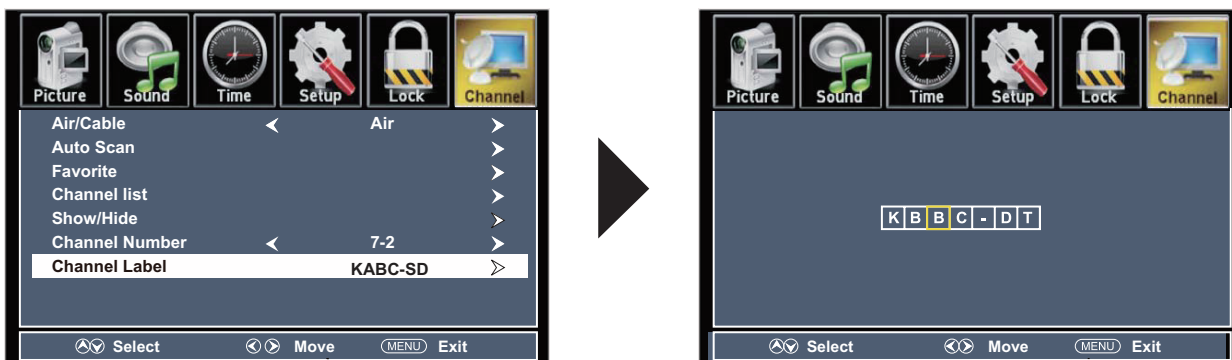 Picture Sound Time Setup Lock Channel
Air/Cable Air
Auto Scan
Favorite
Channel list
Show/Hide
Channel Number 7-2
Channel Label KABC-SD
Select Move MENU Exit
Picture Sound Time Setup Lock Channel
KBBC-DT
Select Move MENU Exit